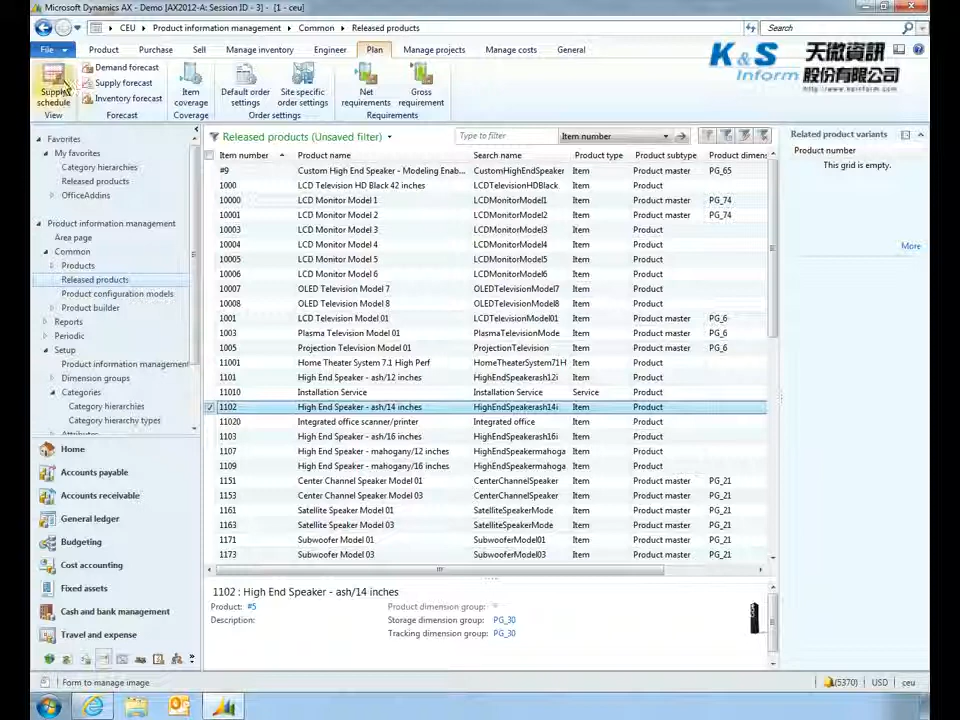 Microsoft Dynamics AX - Demo [AX2012-A: Session ID - 3] - [1 - ceu]
CEU Product information management Common Released products
Search
File Product Purchase Sell Manage inventory Engineer Plan Manage projects Manage costs General
K & S Inform
天微資訊
股份有限公司
Supply schedule
Demand forecast
Supply forecast
Inventory forecast
Item coverage
Default order settings
Site specific order settings
Net requirements
Gross requirement
View Forecast Coverage Order settings Requirements
Favorites
My favorites
Category hierarchies
Released products
OfficeAddins
Product information management
Area page
Common
Products
Released products
Product configuration models
Product builder
Reports
Periodic
Setup
Product information management
Dimension groups
Categories
Category hierarchies
Category hierarchy types
Home
Accounts payable
Accounts receivable
General ledger
Budgeting
Cost accounting
Fixed assets
Cash and bank management
Travel and expense
Released products (Unsaved filter)
Type to filter
Item number
Item number Product name Search name Product type Product subtype Product dimens
#9 Custom High End Speaker - Modeling Enab... CustomHighEndSpeaker Item Product master PG_65
1000 LCD Television HD Black 42 inches LCDTelevisionHDBlack Item Product
10000 LCD Monitor Model 1 LCDMonitorModel1 Item Product master PG_74
10001 LCD Monitor Model 2 LCDMonitorModel2 Item Product master PG_74
10003 LCD Monitor Model 3 LCDMonitorModel3 Item Product
10004 LCD Monitor Model 4 LCDMonitorModel4 Item Product
10005 LCD Monitor Model 5 LCDMonitorModel5 Item Product
10006 LCD Monitor Model 6 LCDMonitorModel6 Item Product
10007 OLED Television Model 7 OLEDTelevisionModel7 Item Product
10008 OLED Television Model 8 OLEDTelevisionModel8 Item Product
1001 LCD Television Model 01 LCDTelevisionModel01 Item Product master PG_6
1003 Plasma Television Model 01 PlasmaTelevisionMode Item Product master PG_6
1005 Projection Television Model 01 ProjectionTelevision Item Product master PG_6
11001 Home Theater System 7.1 High Perf HomeTheaterSystem71H Item Product
1101 High End Speaker - ash/12 inches HighEndSpeakerash12i Item Product
11010 Installation Service Installation Service Service Product
1102 High End Speaker - ash/14 inches HighEndSpeakerash14i Item Product
11020 Integrated office scanner/printer Integrated office Item Product
1103 High End Speaker - ash/16 inches HighEndSpeakerash16i Item Product
1107 High End Speaker - mahogany/12 inches HighEndSpeakermahoga Item Product
1109 High End Speaker - mahogany/16 inches HighEndSpeakermahoga Item Product
1151 Center Channel Speaker Model 01 CenterChannelSpeaker Item Product master PG_21
1153 Center Channel Speaker Model 03 CenterChannelSpeaker Item Product master PG_21
1161 Satellite Speaker Model 01 SatelliteSpeakerMode Item Product master PG_21
1163 Satellite Speaker Model 03 SatelliteSpeakerMode Item Product master PG_21
1171 Subwoofer Model 01 SubwooferModel01 Item Product master PG_21
1173 Subwoofer Model 03 SubwooferModel03 Item Product master PG_21
1102 : High End Speaker - ash/14 inches
Product: #5 Product dimension group:
Description: Storage dimension group: PG_30
Tracking dimension group: PG_30
Related product variants
Product number
This grid is empty.
More
Form to manage image.
(5370) USD ceu